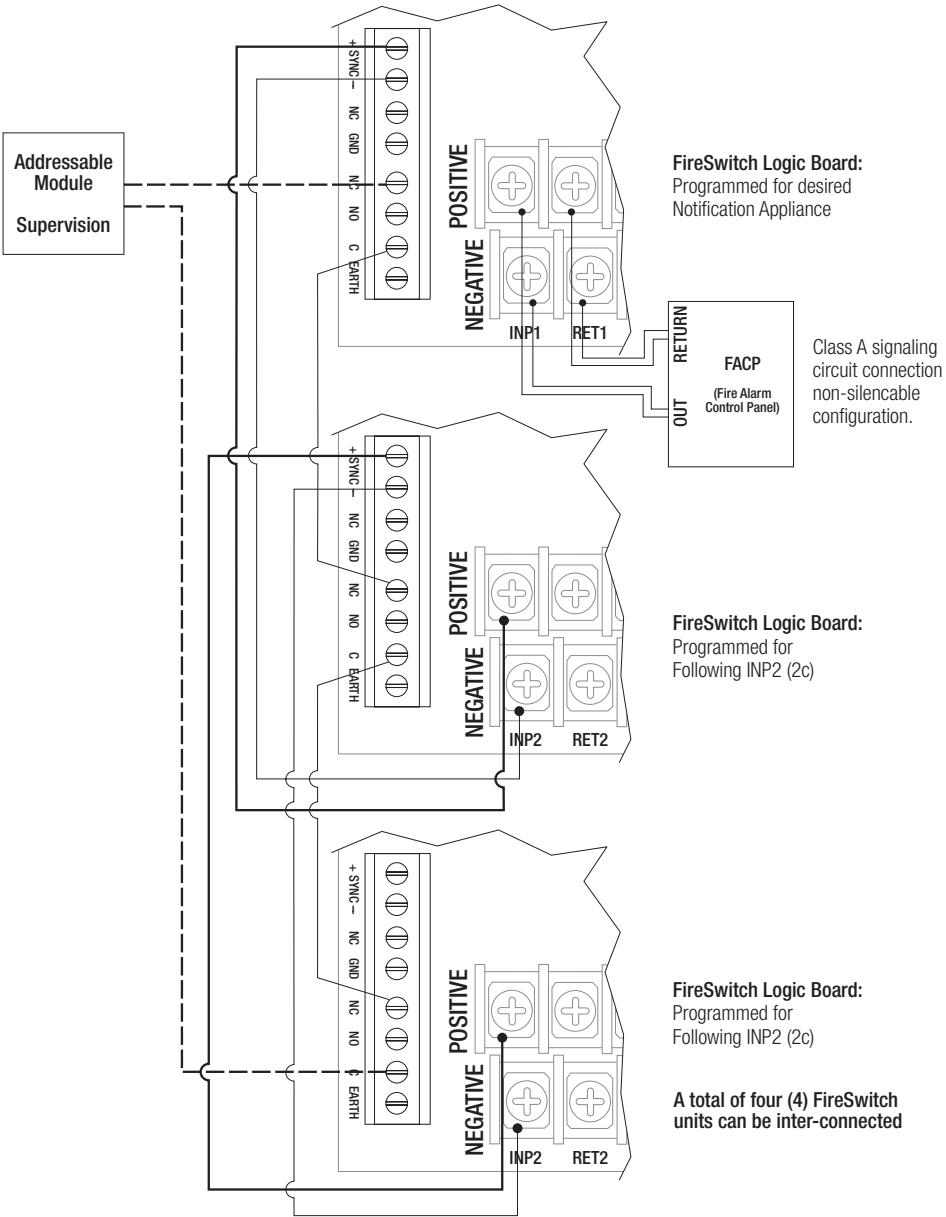 + SYNC –
NC
GND
NC
NO
C
EARTH
POSITIVE
NEGATIVE
INP1
RET1
Addressable
Module
Supervision
FireSwitch Logic Board:
Programmed for desired
Notification Appliance
RETURN
OUT
FACP
(Fire Alarm
Control Panel)
Class A signaling
circuit connection
non-silencable
configuration.
+ SYNC –
NC
GND
NC
NO
C
EARTH
POSITIVE
NEGATIVE
INP2
RET2
FireSwitch Logic Board:
Programmed for
Following INP2 (2c)
+ SYNC –
NC
GND
NC
NO
C
EARTH
POSITIVE
NEGATIVE
INP2
RET2
FireSwitch Logic Board:
Programmed for
Following INP2 (2c)
A total of four (4) FireSwitch
units can be inter-connected